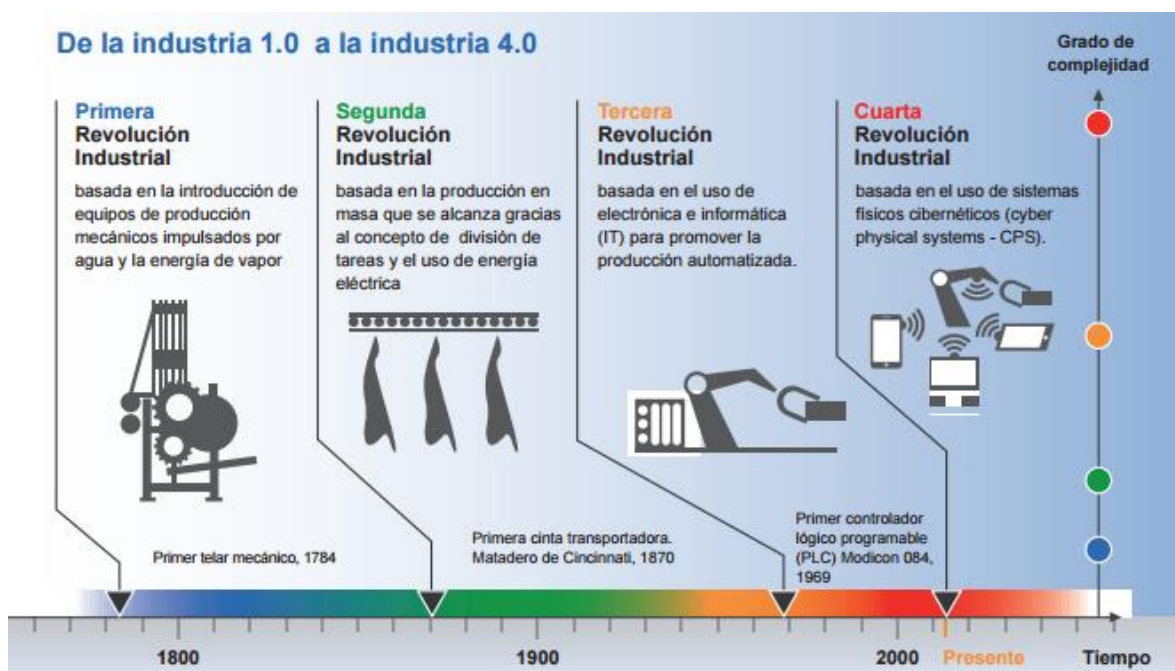 De la industria 1.0 a la industria 4.0
Grado de
complejidad
Primera
Revolución
Industrial
basada en la introducción de
equipos de producción
mecánicos impulsados por
agua y la energía de vapor
Segunda
Revolución
Industrial
basada en la producción en
masa que se alcanza gracias
al concepto de división de
tareas y el uso de energía
eléctrica
Tercera
Revolución
Industrial
basada en el uso de
electrónica e informática
(IT) para promover la
producción automatizada.
Cuarta
Revolución
Industrial
basada en el uso de sistemas
físicos cibernéticos (cyber
physical systems - CPS).
Primer telar mecánico, 1784
Primera cinta transportadora.
Matadero de Cincinnati, 1870
Primer controlador
lógico programable
(PLC) Modicon 084,
1969
1800
1900
2000
Presente
Tiempo